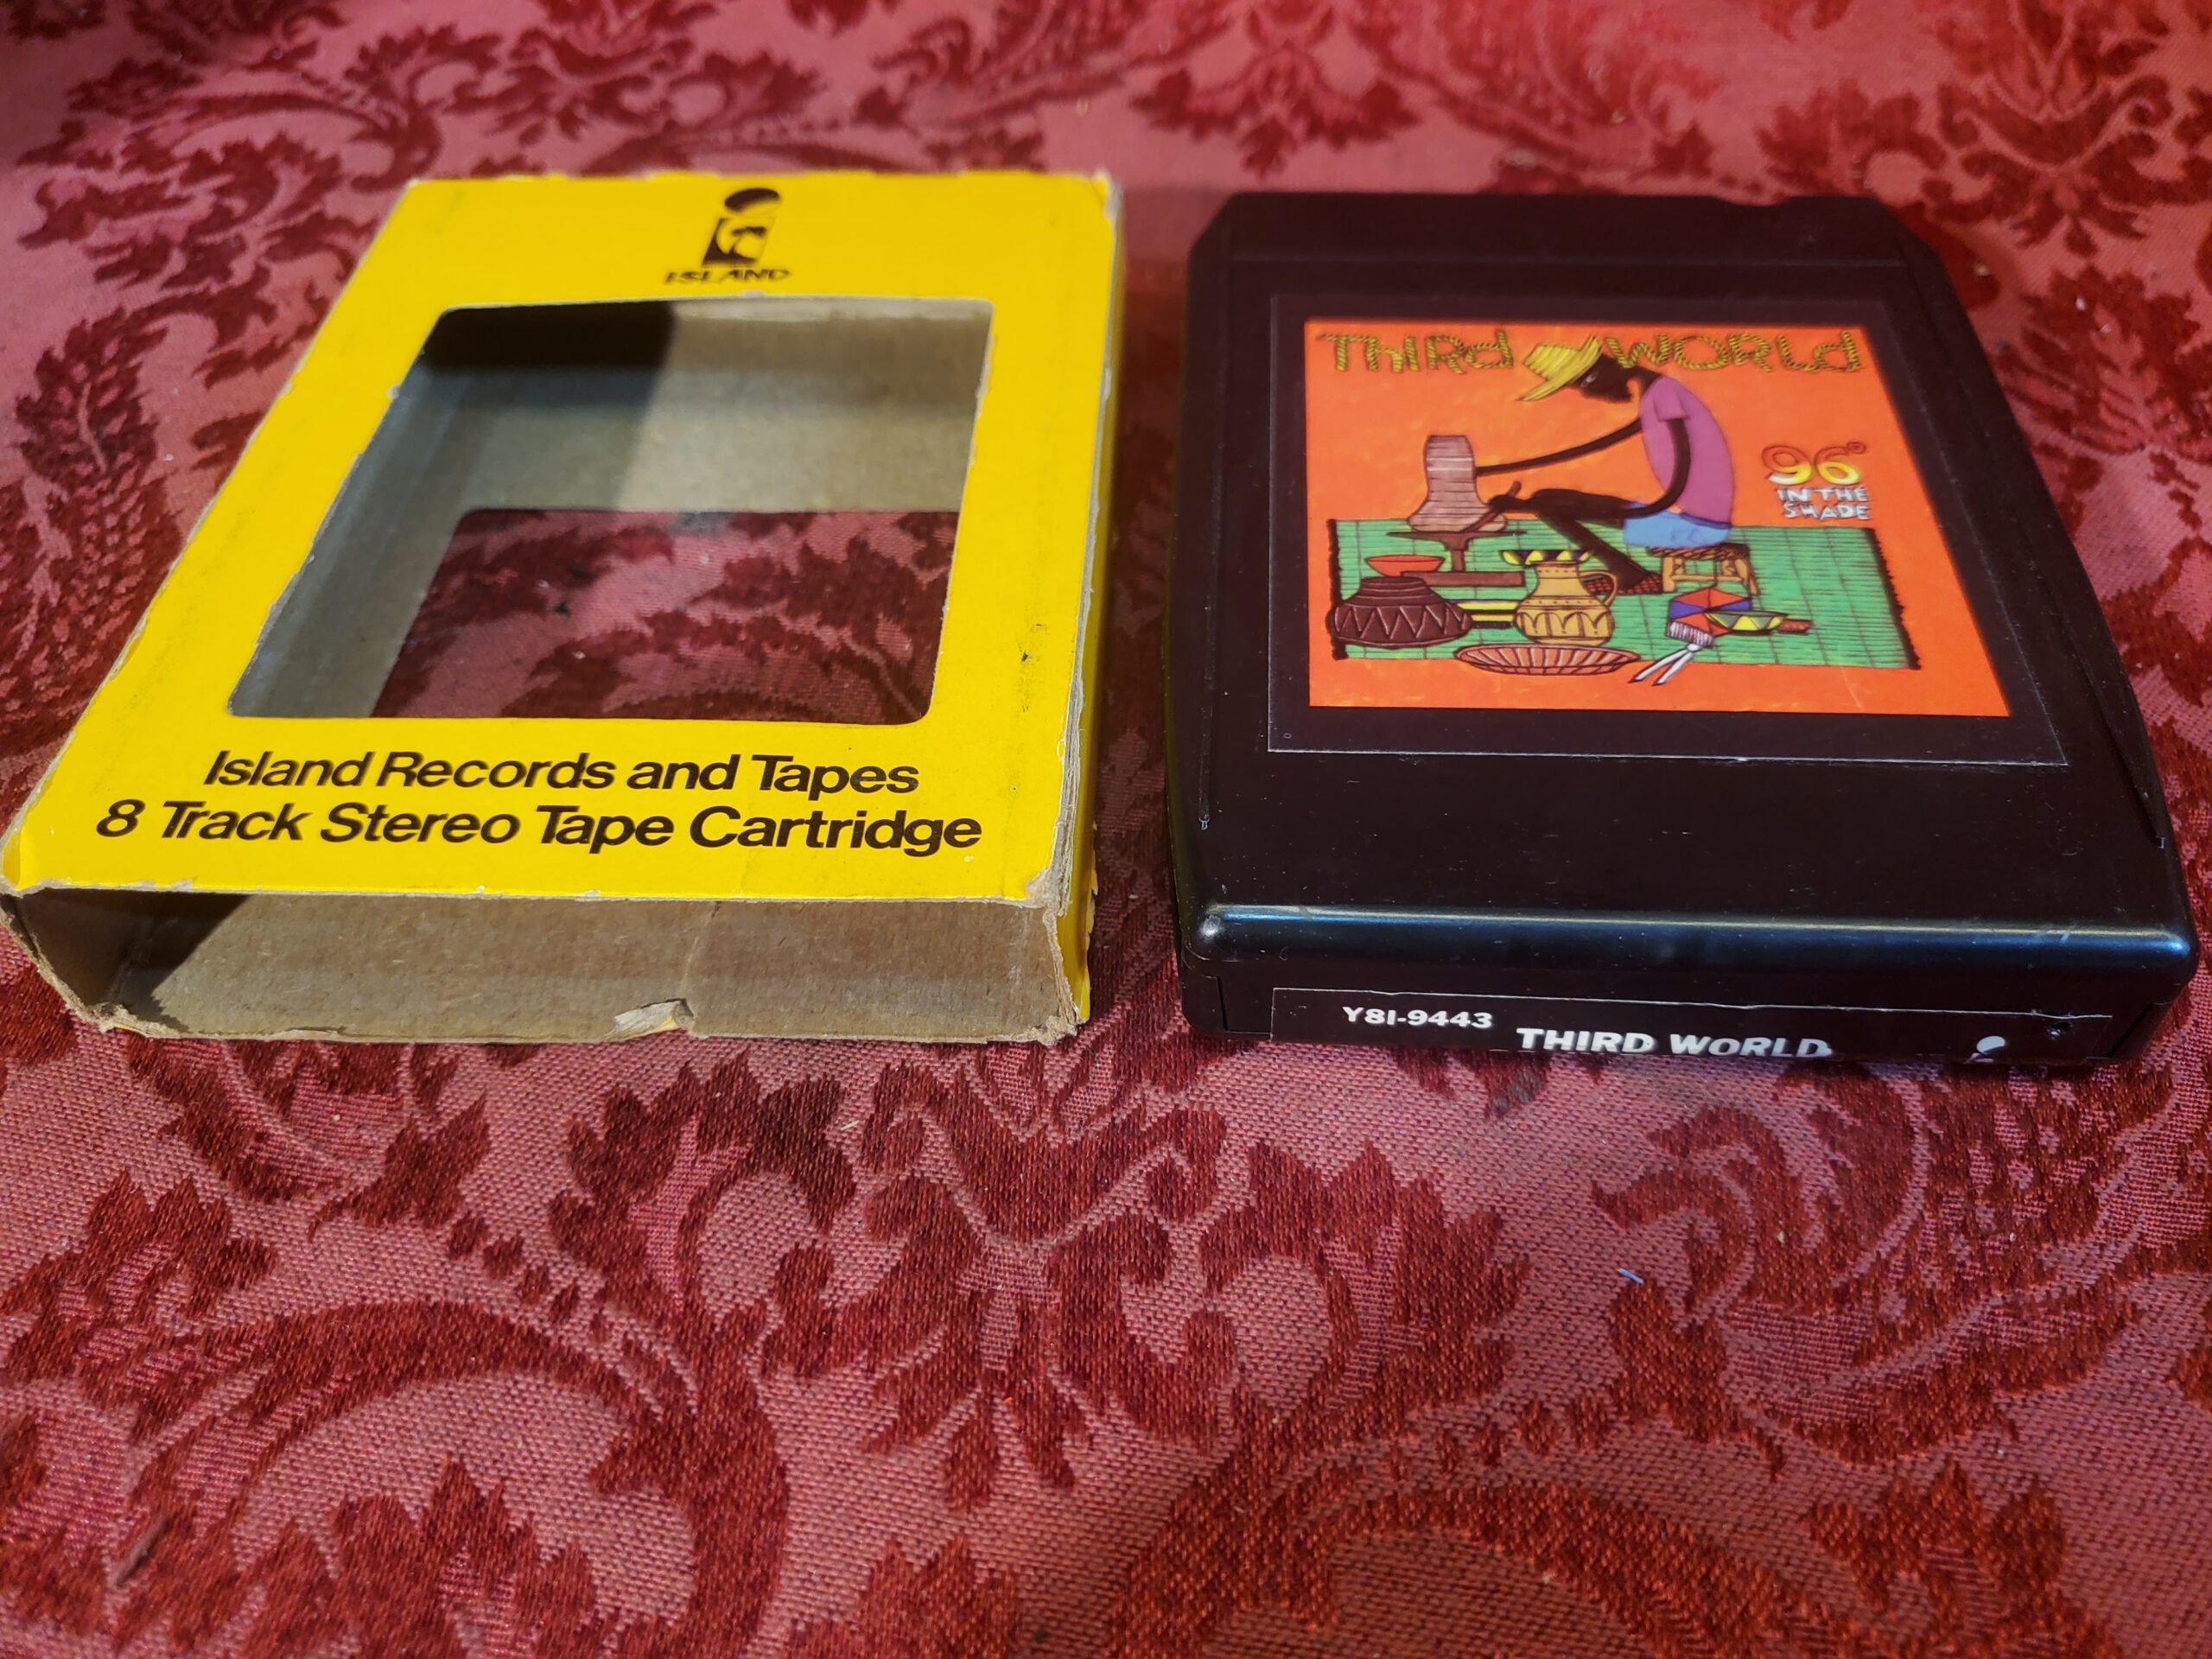 ISLAND
Island Records and Tapes
8 Track Stereo Tape Cartridge
Third World
96°
IN THE
SHADE
Y8I-9443
THIRD WORLD